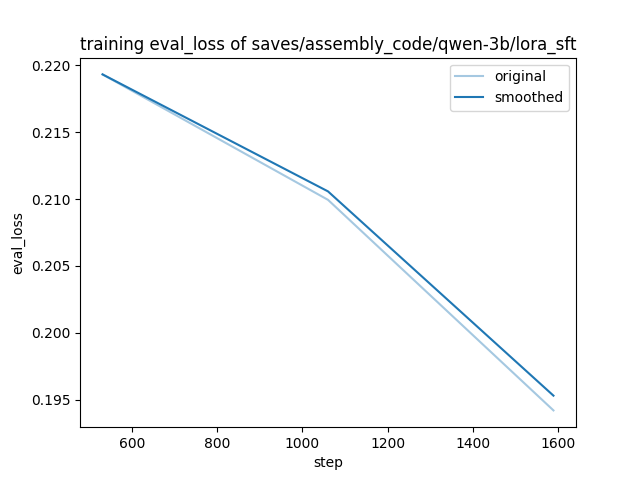 training eval_loss of saves/assembly_code/qwen-3b/lora_sft
original
smoothed
0.220
0.215
0.210
0.205
0.200
0.195
eval_loss
600
800
1000
1200
1400
1600
step